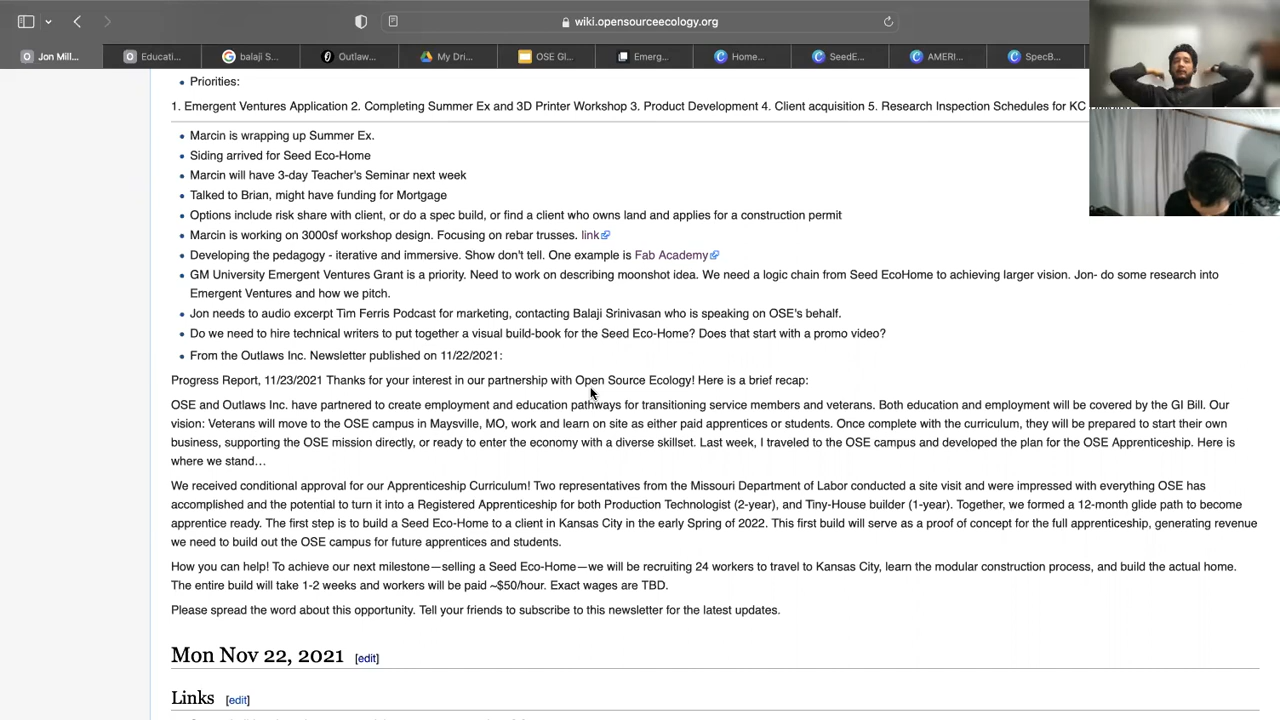 wiki.opensourceecology.org
Jon Mill...
Educati...
balaji S...
Outlaw...
My Dri...
OSE GI...
Emerg...
Home...
SeedE...
AMERI...
SpecB...
Priorities:
1. Emergent Ventures Application 2. Completing Summer Ex and 3D Printer Workshop 3. Product Development 4. Client acquisition 5. Research Inspection Schedules for KC
Marcin is wrapping up Summer Ex.
Siding arrived for Seed Eco-Home
Marcin will have 3-day Teacher's Seminar next week
Talked to Brian, might have funding for Mortgage
Options include risk share with client, or do a spec build, or find a client who owns land and applies for a construction permit
Marcin is working on 3000sf workshop design. Focusing on rebar trusses. link
Developing the pedagogy - iterative and immersive. Show don't tell. One example is Fab Academy
GM University Emergent Ventures Grant is a priority. Need to work on describing moonshot idea. We need a logic chain from Seed EcoHome to achieving larger vision. Jon- do some research into
Emergent Ventures and how we pitch.
Jon needs to audio excerpt Tim Ferris Podcast for marketing, contacting Balaji Srinivasan who is speaking on OSE's behalf.
Do we need to hire technical writers to put together a visual build-book for the Seed Eco-Home? Does that start with a promo video?
From the Outlaws Inc. Newsletter published on 11/22/2021:
Progress Report, 11/23/2021 Thanks for your interest in our partnership with Open Source Ecology! Here is a brief recap:
OSE and Outlaws Inc. have partnered to create employment and education pathways for transitioning service members and veterans. Both education and employment will be covered by the GI Bill. Our
vision: Veterans will move to the OSE campus in Maysville, MO, work and learn on site as either paid apprentices or students. Once complete with the curriculum, they will be prepared to start their own
business, supporting the OSE mission directly, or ready to enter the economy with a diverse skillset. Last week, I traveled to the OSE campus and developed the plan for the OSE Apprenticeship. Here is
where we stand…
We received conditional approval for our Apprenticeship Curriculum! Two representatives from the Missouri Department of Labor conducted a site visit and were impressed with everything OSE has
accomplished and the potential to turn it into a Registered Apprenticeship for both Production Technologist (2-year), and Tiny-House builder (1-year). Together, we formed a 12-month glide path to become
apprentice ready. The first step is to build a Seed Eco-Home to a client in Kansas City in the early Spring of 2022. This first build will serve as a proof of concept for the full apprenticeship, generating revenue
we need to build out the OSE campus for future apprentices and students.
How you can help! To achieve our next milestone—selling a Seed Eco-Home—we will be recruiting 24 workers to travel to Kansas City, learn the modular construction process, and build the actual home.
The entire build will take 1-2 weeks and workers will be paid ~$50/hour. Exact wages are TBD.
Please spread the word about this opportunity. Tell your friends to subscribe to this newsletter for the latest updates.
Mon Nov 22, 2021 [edit]
Links [edit]